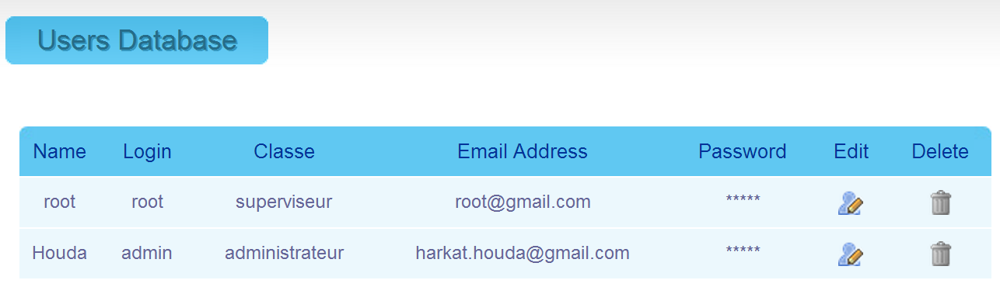 Users Database
Name Login Classe Email Address Password Edit Delete
root root superviseur root@gmail.com *****
Houda admin administrateur harkat.houda@gmail.com *****